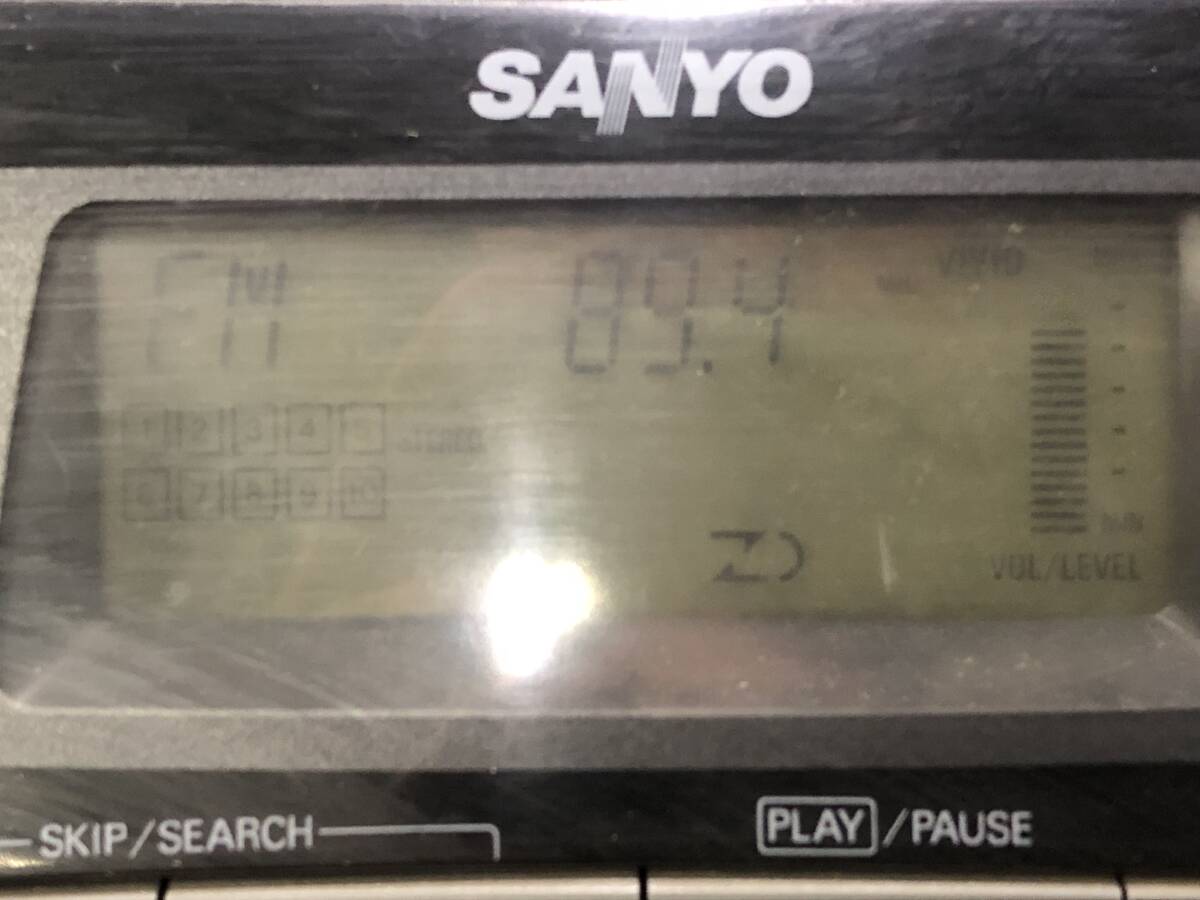 SANYO
FM 89.4
1 2 3 4 5 STEREO
6 7 8 9 10
VOL/LEVEL
SKIP/SEARCH PLAY/PAUSE